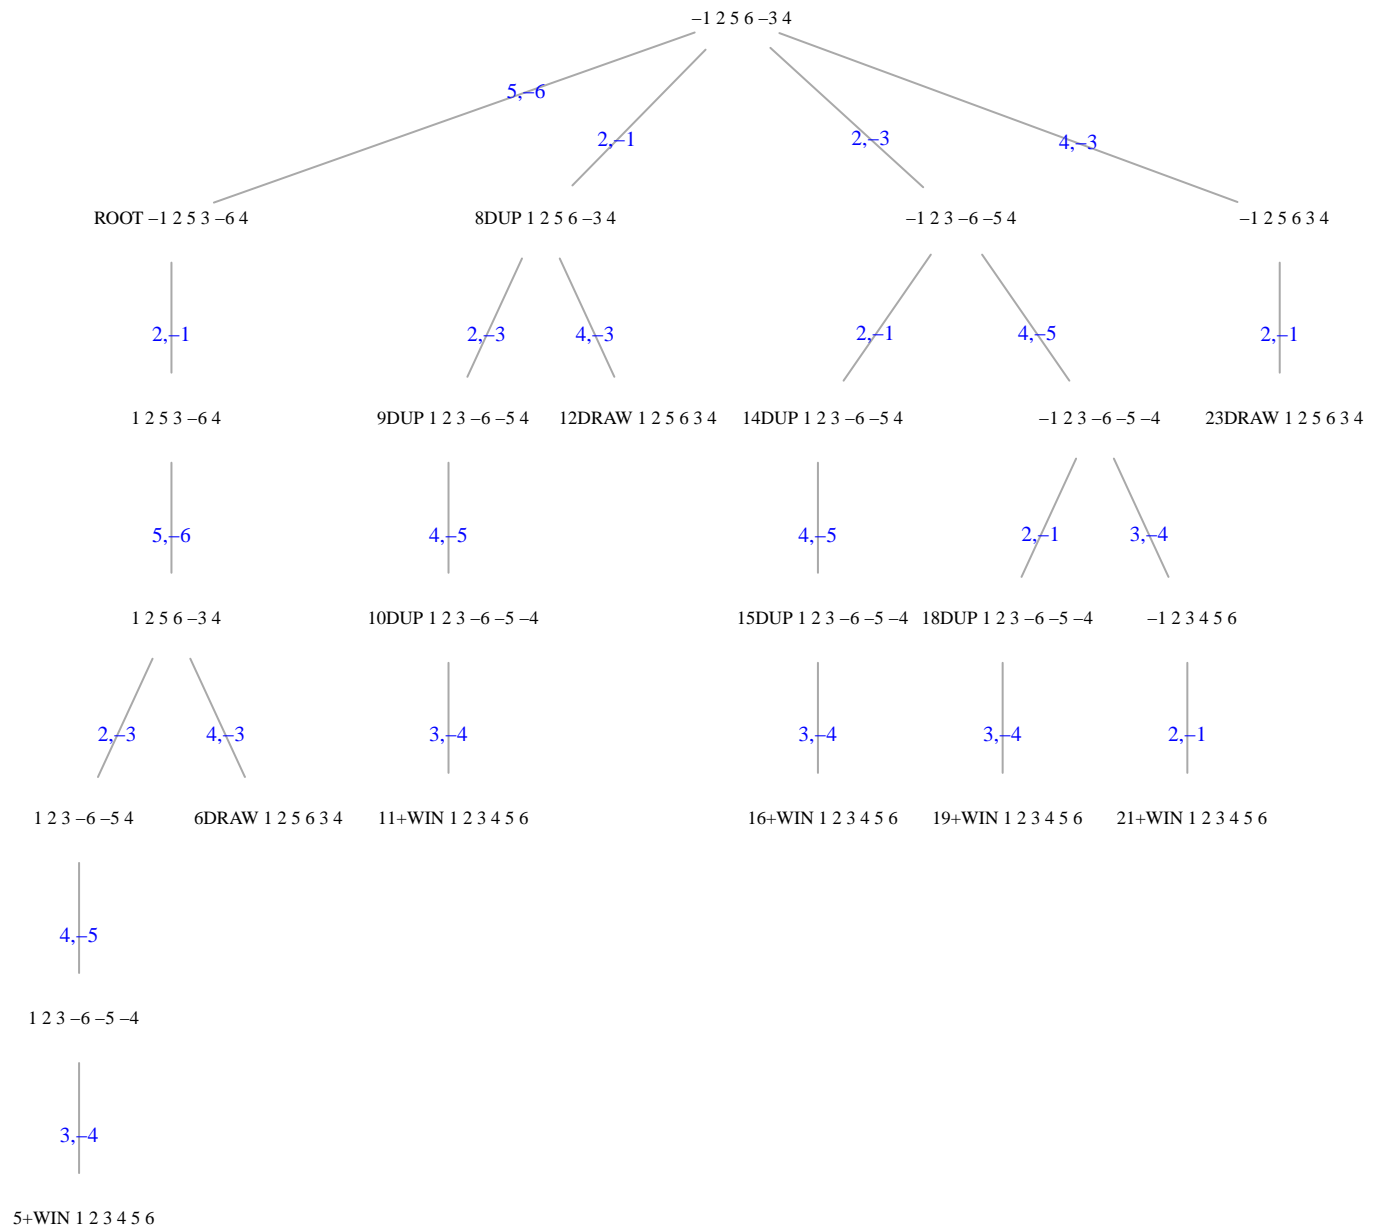 –1 2 5 6 –3 4
5,–6
2,–1
2,–3
4,–3
ROOT –1 2 5 3 –6 4
8DUP 1 2 5 6 –3 4
–1 2 3 –6 –5 4
–1 2 5 6 3 4
2,–1
2,–3
4,–3
2,–1
4,–5
2,–1
1 2 5 3 –6 4
9DUP 1 2 3 –6 –5 4
12DRAW 1 2 5 6 3 4
14DUP 1 2 3 –6 –5 4
–1 2 3 –6 –5 –4
23DRAW 1 2 5 6 3 4
5,–6
4,–5
4,–5
2,–1
3,–4
1 2 5 6 –3 4
10DUP 1 2 3 –6 –5 –4
15DUP 1 2 3 –6 –5 –4
18DUP 1 2 3 –6 –5 –4
–1 2 3 4 5 6
2,–3
4,–3
3,–4
3,–4
3,–4
2,–1
1 2 3 –6 –5 4
6DRAW 1 2 5 6 3 4
11+WIN 1 2 3 4 5 6
16+WIN 1 2 3 4 5 6
19+WIN 1 2 3 4 5 6
21+WIN 1 2 3 4 5 6
4,–5
1 2 3 –6 –5 –4
3,–4
5+WIN 1 2 3 4 5 6